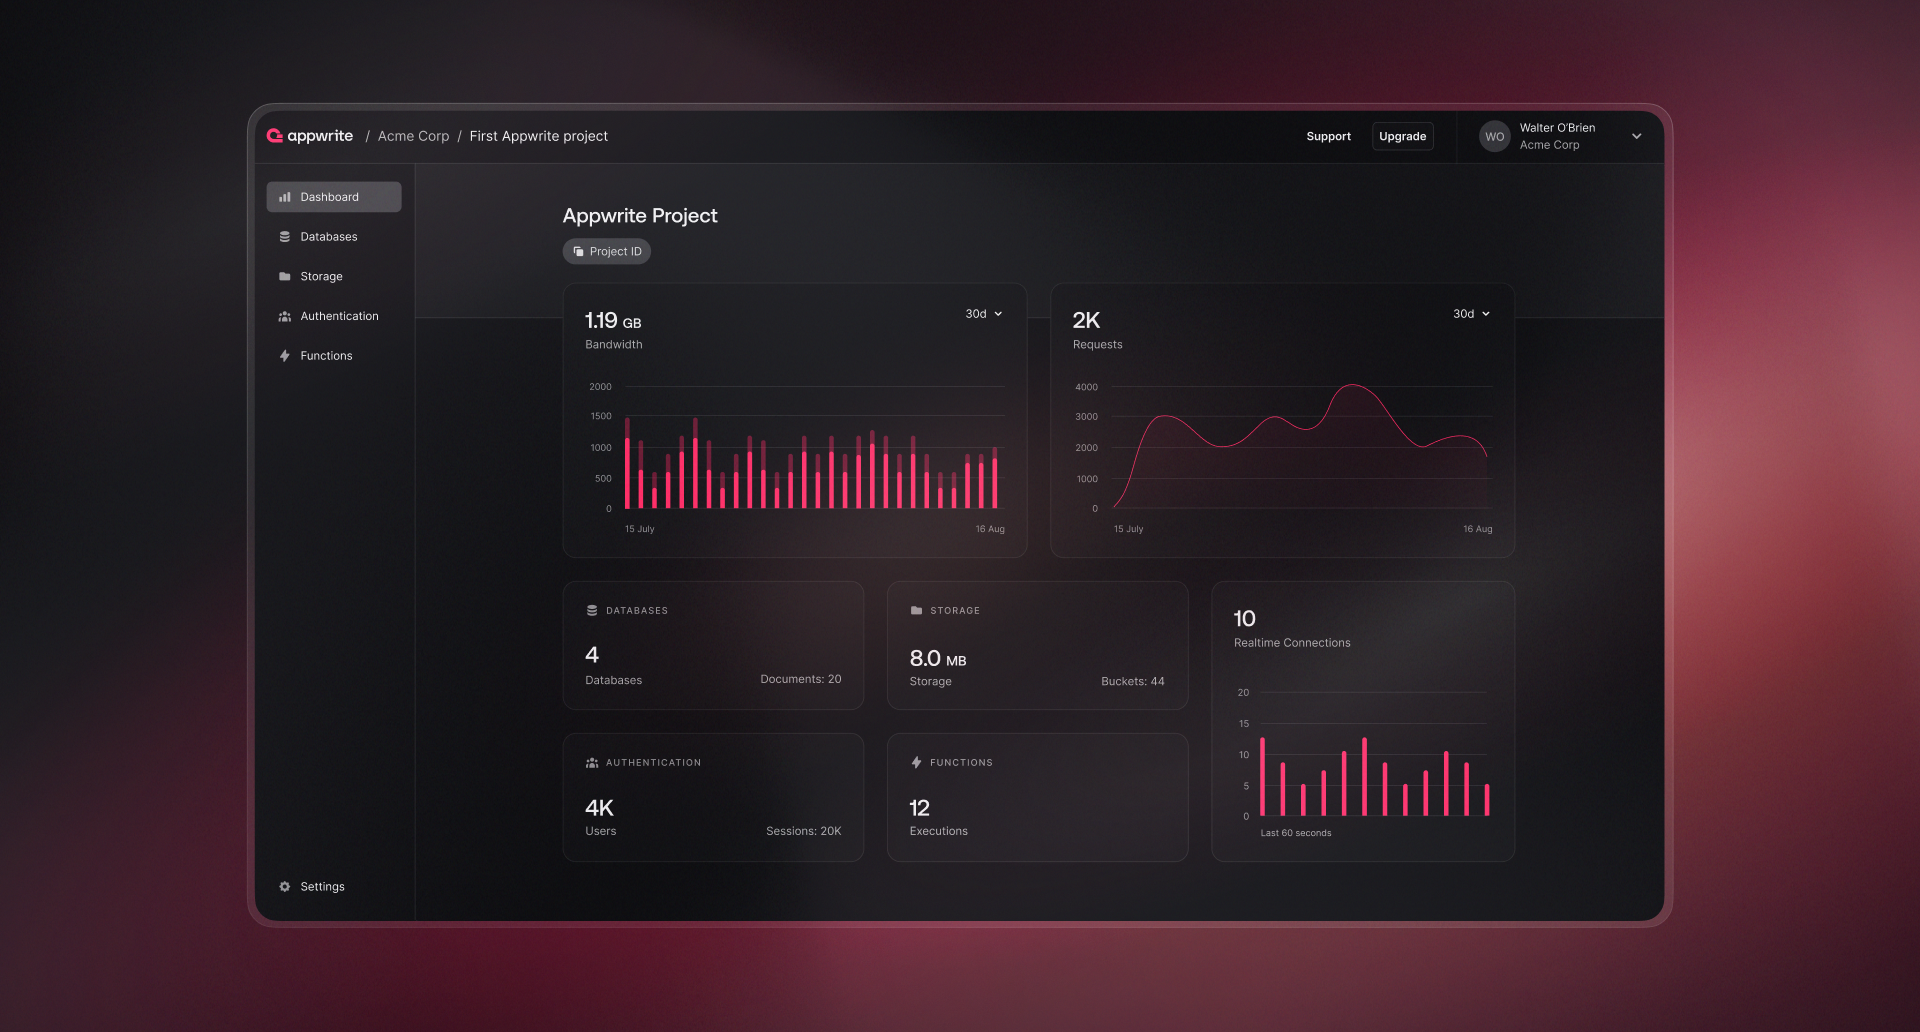 appwrite / Acme Corp / First Appwrite project
Support
Upgrade
WO
Walter O'Brien
Acme Corp
Dashboard
Databases
Storage
Authentication
Functions
Settings
Appwrite Project
Project ID
1.19 GB
Bandwidth
30d
2000
1500
1000
500
0
15 July
16 Aug
2K
Requests
30d
4000
3000
2000
1000
0
15 July
16 Aug
DATABASES
4
Databases
Documents: 20
STORAGE
8.0 MB
Storage
Buckets: 44
AUTHENTICATION
4K
Users
Sessions: 20K
FUNCTIONS
12
Executions
10
Realtime Connections
20
15
10
5
0
Last 60 seconds